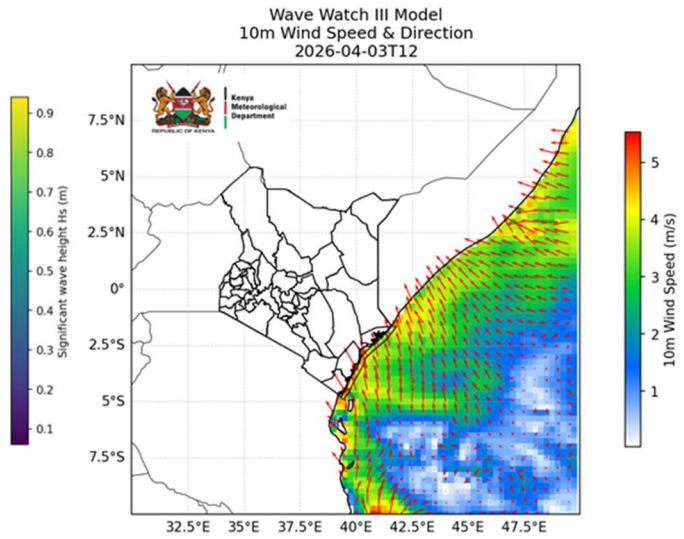 Wave Watch III Model
10m Wind Speed & Direction
2026-04-03T12
Kenya
Meteorological
Department
REPUBLIC OF KENYA
7.5°N
5°N
2.5°N
0°
2.5°S
5°S
7.5°S
32.5°E 35°E 37.5°E 40°E 42.5°E 45°E 47.5°E
0.9
0.8
0.7
0.6
0.5
0.4
0.3
0.2
0.1
Significant wave height Hs (m)
5
4
3
2
1
10m Wind Speed (m/s)